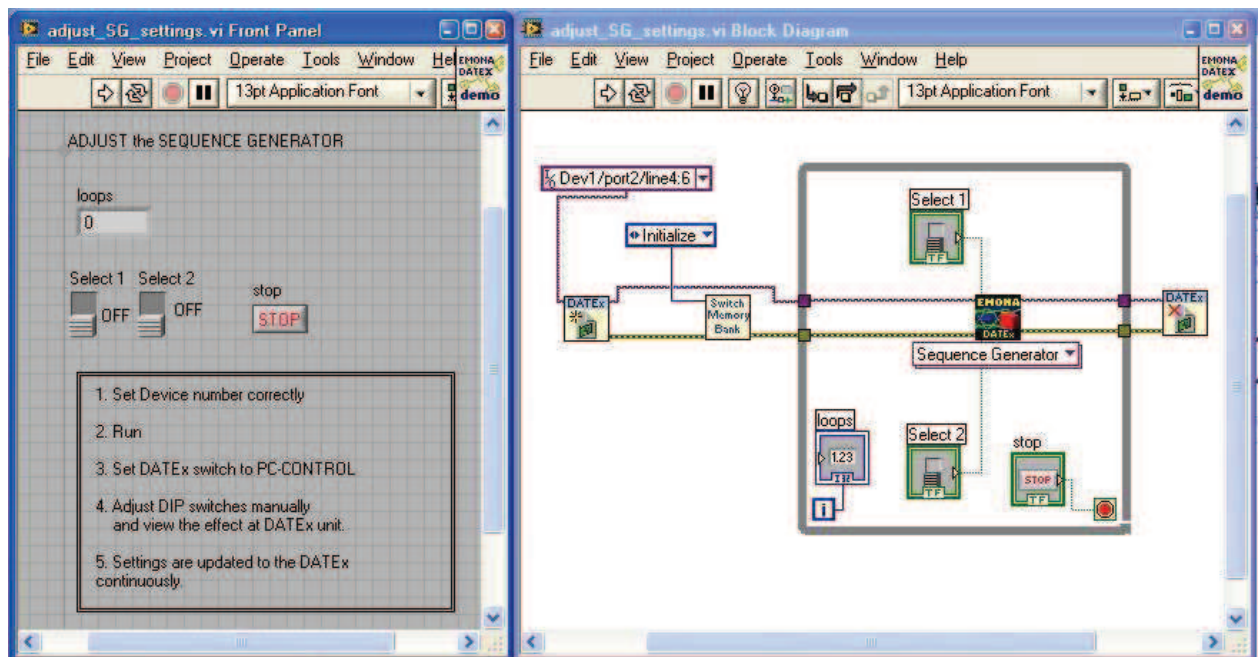 adjust_SG_settings.vi Front Panel
File Edit View Project Operate Tools Window Hel
EMONA
DATEX
demo
13pt Application Font
ADJUST the SEQUENCE GENERATOR
loops
0
Select 1 Select 2
OFF OFF
stop
STOP
1. Set Device number correctly
2. Run
3. Set DATEx switch to PC-CONTROL
4. Adjust DIP switches manually
and view the effect at DATEx unit.
5. Settings are updated to the DATEx
continuously.
adjust_SG_settings.vi Block Diagram
File Edit View Project Operate Tools Window Help
EMONA
DATEX
demo
13pt Application Font
I/O Dev1/port2/line4:6
Initialize
DATEx
Switch
Memory
Bank
Select 1
TF
EMONA
DATEx
Sequence Generator
DATEx
loops
1.23
I32
i
Select 2
TF
stop
STOP
TF